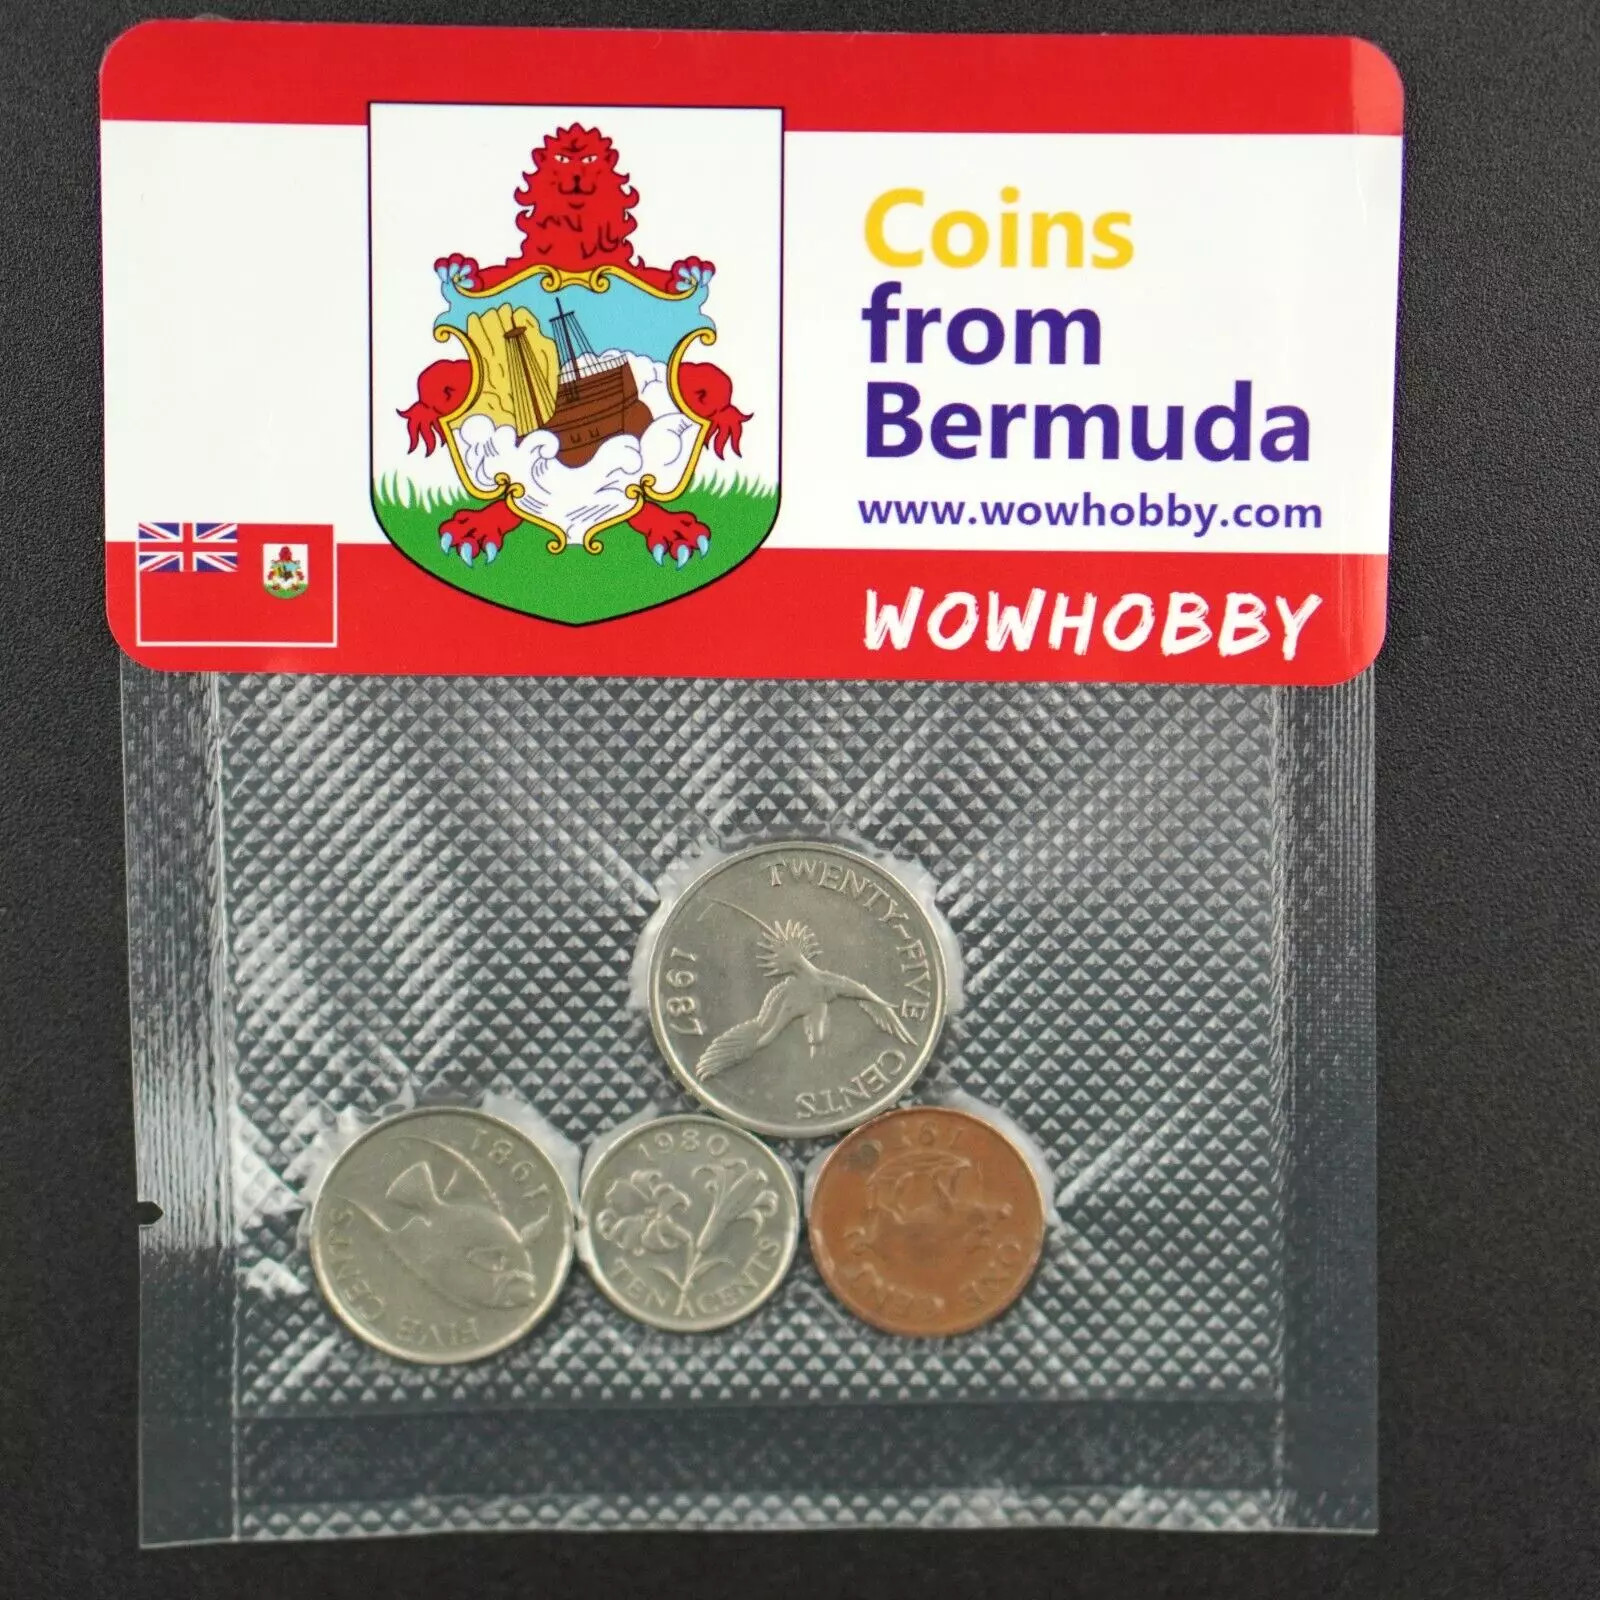 Coins
from
Bermuda
www.wowhobby.com
WOWHOBBY
TWENTY-FIVE CENTS
1987
1981
FIVE CENTS
1980
TEN CENTS
ONE CENT